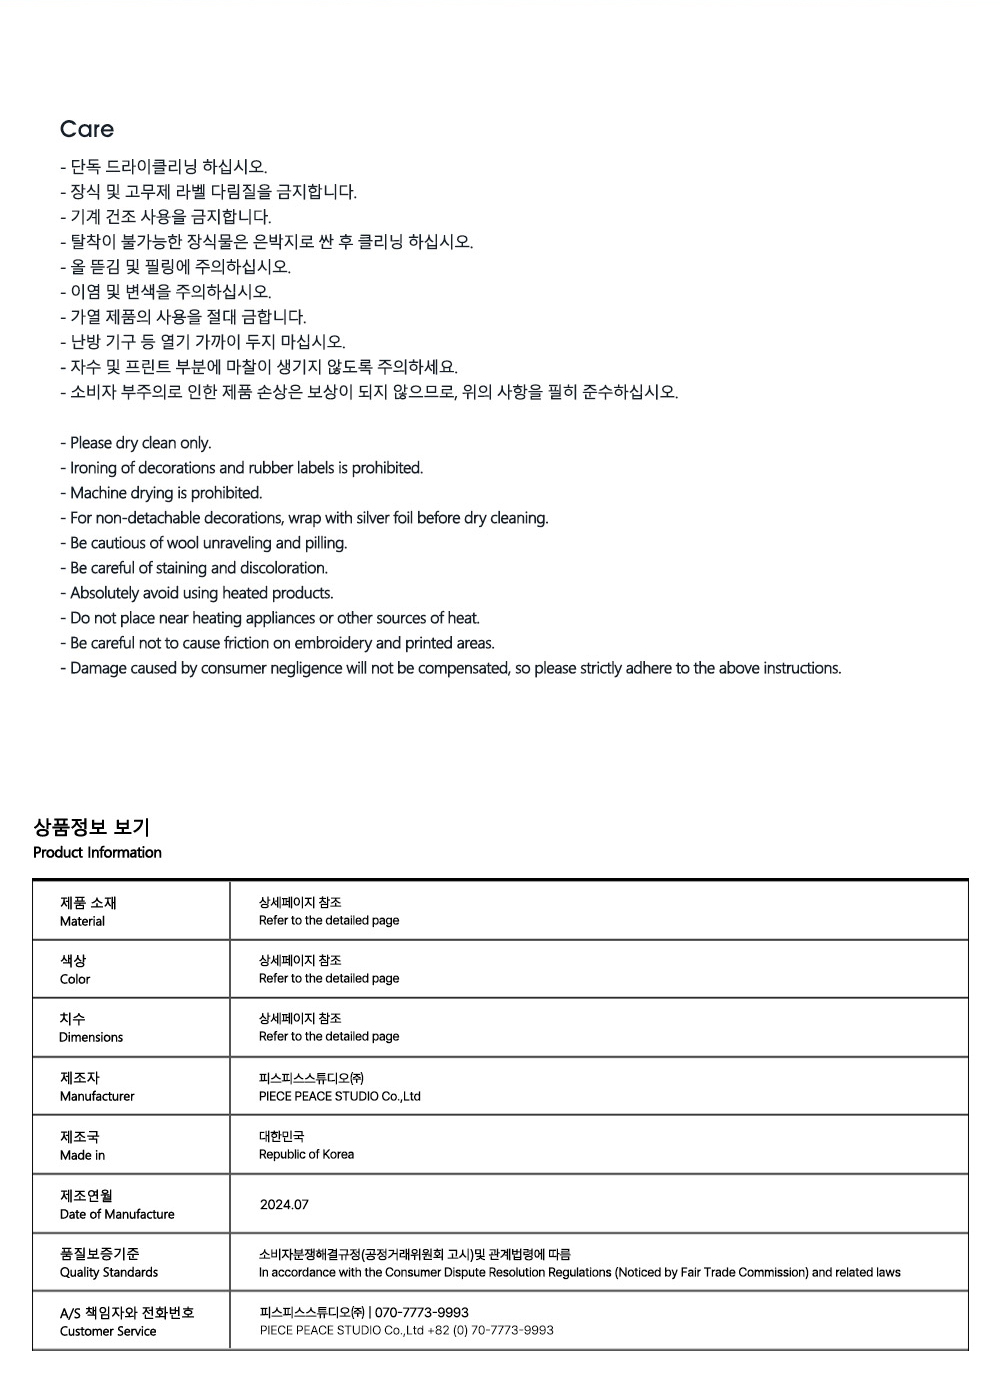 Care
- 단독 드라이클리닝 하십시오.
- 장식 및 고무제 라벨 다림질을 금지합니다.
- 기계 건조 사용을 금지합니다.
- 탈착이 불가능한 장식물은 은박지로 싼 후 클리닝 하십시오.
- 올 뜯김 및 필링에 주의하십시오.
- 이염 및 변색을 주의하십시오.
- 가열 제품의 사용을 절대 금합니다.
- 난방 기구 등 열기 가까이 두지 마십시오.
- 자수 및 프린트 부분에 마찰이 생기지 않도록 주의하세요.
- 소비자 부주의로 인한 제품 손상은 보상이 되지 않으므로, 위의 사항을 필히 준수하십시오.
- Please dry clean only.
- Ironing of decorations and rubber labels is prohibited.
- Machine drying is prohibited.
- For non-detachable decorations, wrap with silver foil before dry cleaning.
- Be cautious of wool unraveling and pilling.
- Be careful of staining and discoloration.
- Absolutely avoid using heated products.
- Do not place near heating appliances or other sources of heat.
- Be careful not to cause friction on embroidery and printed areas.
- Damage caused by consumer negligence will not be compensated, so please strictly adhere to the above instructions.
상품정보 보기
Product Information
제품 소재
Material
상세페이지 참조
Refer to the detailed page
색상
Color
상세페이지 참조
Refer to the detailed page
치수
Dimensions
상세페이지 참조
Refer to the detailed page
제조자
Manufacturer
피스피스스튜디오㈜
PIECE PEACE STUDIO Co.,Ltd
제조국
Made in
대한민국
Republic of Korea
제조연월
Date of Manufacture
2024.07
품질보증기준
Quality Standards
소비자분쟁해결규정(공정거래위원회 고시)및 관계법령에 따름
In accordance with the Consumer Dispute Resolution Regulations (Noticed by Fair Trade Commission) and related laws
A/S 책임자와 전화번호
Customer Service
피스피스스튜디오㈜ | 070-7773-9993
PIECE PEACE STUDIO Co.,Ltd +82 (0) 70-7773-9993